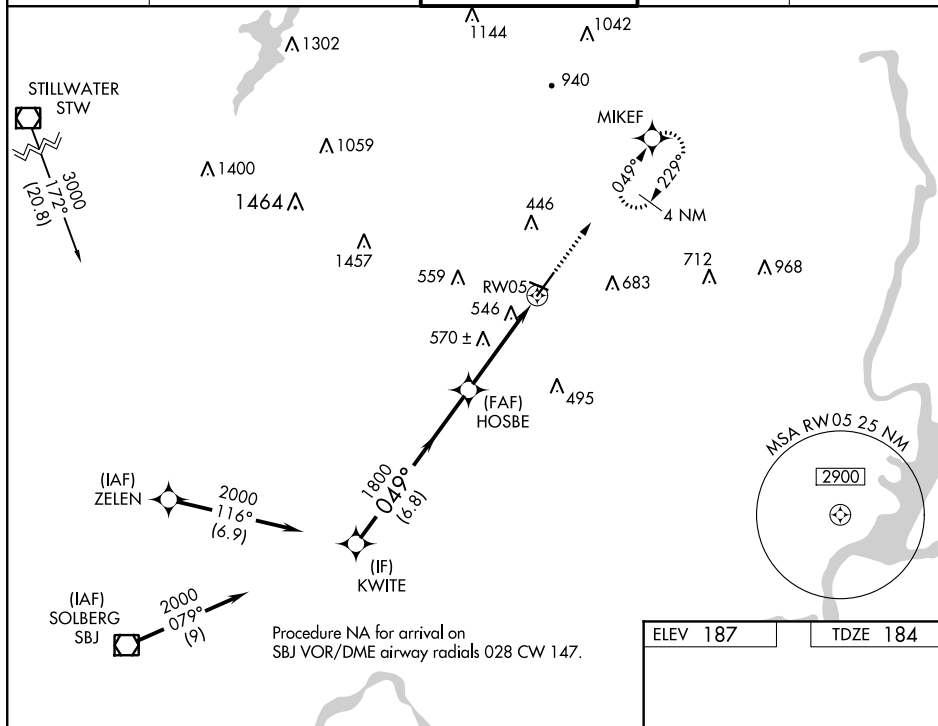 1144
1042
1302
940
STILLWATER
STW
MIKEF
1059
1400
3000
172°
(20.8)
049°
229°
1464
446
4 NM
1457
559
RW05
683
712
968
546
570 ±
(FAF)
HOSBE
495
MSA RW05 25 NM
2900
1800
049°
(6.8)
(IAF)
ZELEN
2000
116°
(6.9)
(IF)
KWITE
(IAF)
SOLBERG
SBJ
2000
079°
(9)
Procedure NA for arrival on
SBJ VOR/DME airway radials 028 CW 147.
ELEV 187
TDZE 184